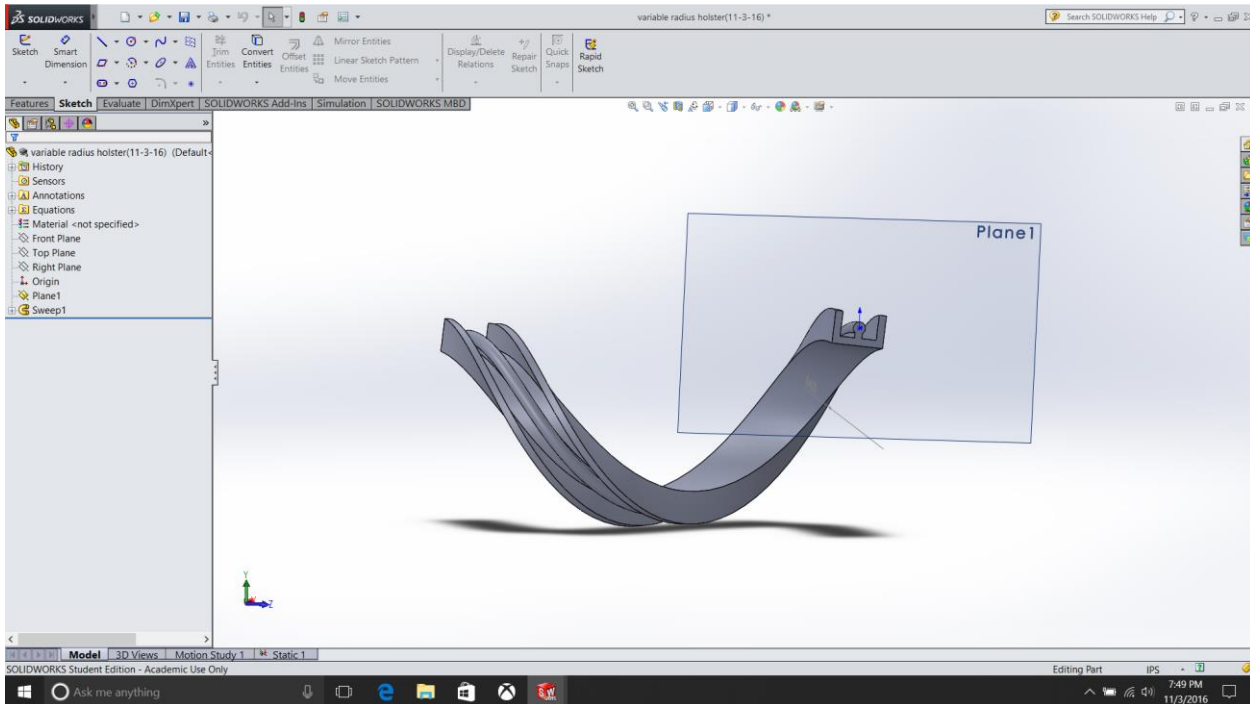 SOLIDWORKS
variable radius holster(11-3-16) *
Search SOLIDWORKS Help
Sketch
Smart Dimension
Trim Entities
Convert Entities
Offset Entities
Mirror Entities
Linear Sketch Pattern
Move Entities
Display/Delete Relations
Repair Sketch
Quick Snaps
Rapid Sketch
Features Sketch Evaluate DimXpert SOLIDWORKS Add-Ins Simulation SOLIDWORKS MBD
variable radius holster(11-3-16) (Default<
History
Sensors
Annotations
Equations
Material <not specified>
Front Plane
Top Plane
Right Plane
Origin
Plane1
Sweep1
Plane1
Y
Z
Model 3D Views Motion Study 1 Static 1
SOLIDWORKS Student Edition - Academic Use Only
Editing Part IPS
Ask me anything
7:49 PM
11/3/2016